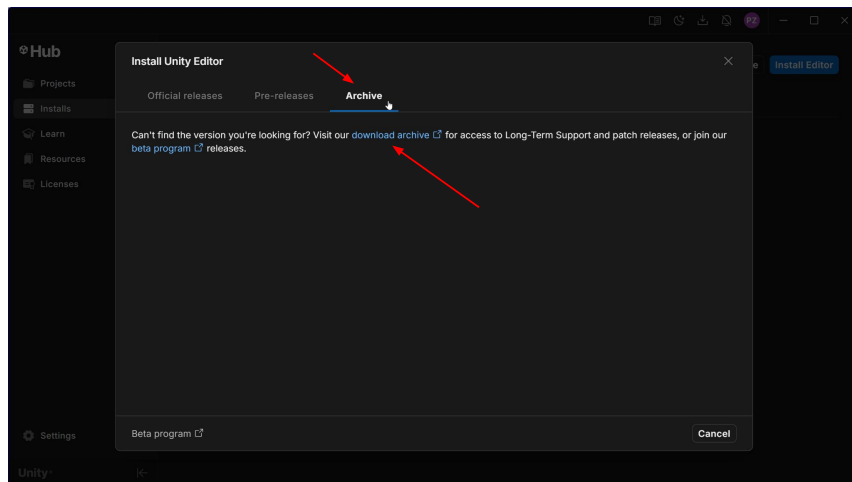 PZ
Hub
Install Unity Editor
e Install Editor
Projects
Official releases Pre-releases Archive
Installs
Learn
Can't find the version you're looking for? Visit our download archive for access to Long-Term Support and patch releases, or join our
beta program releases.
Resources
Licenses
Settings
Beta program
Cancel
Unity